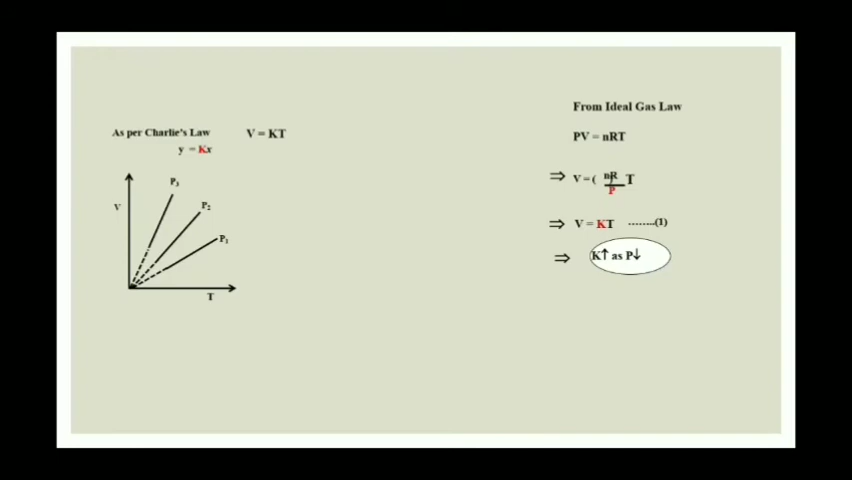 As per Charlie's Law V = KT
y = Kx
P3
P2
P1
V
T
From Ideal Gas Law
PV = nRT
⇒ V = ( nR / P ) T
⇒ V = KT ........(1)
⇒ K↑ as P↓